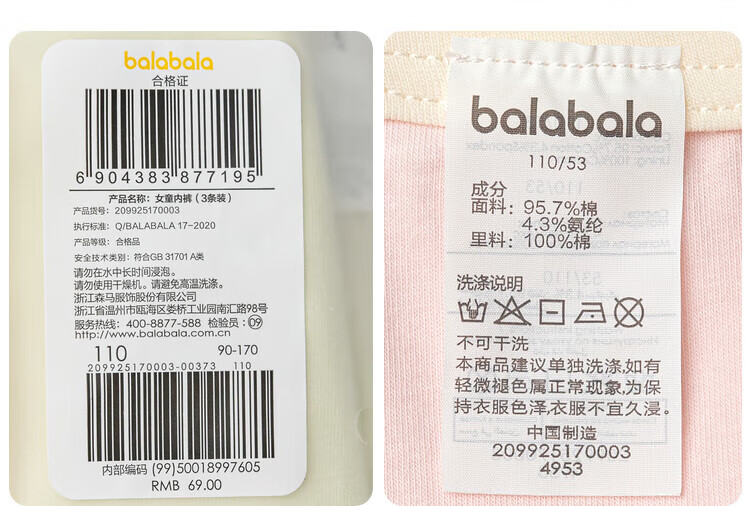 balabala
合格证
6 904383 877195
产品名称：女童内裤（3条装）
产品货号：209925170003
执行标准：Q/BALABALA 17-2020
产品等级：合格品
安全技术类别：符合GB 31701 A类
请勿在水中长时间浸泡。
请勿使用干燥机。请避免高温洗涤。
浙江森马服饰股份有限公司
浙江省温州市瓯海区娄桥工业园南汇路98号
服务热线：400-8877-588 检验员：09
http://www.balabala.com.cn
110 90-170
209925170003-00373 110
内部编码 (99)50018997605
RMB 69.00
balabala
110/53
成分
面料：95.7%棉
4.3%氨纶
里料：100%棉
洗涤说明
不可干洗
本商品建议单独洗涤,如有
轻微褪色属正常现象,为保
持衣服色泽,衣服不宜久浸。
中国制造
209925170003
4953